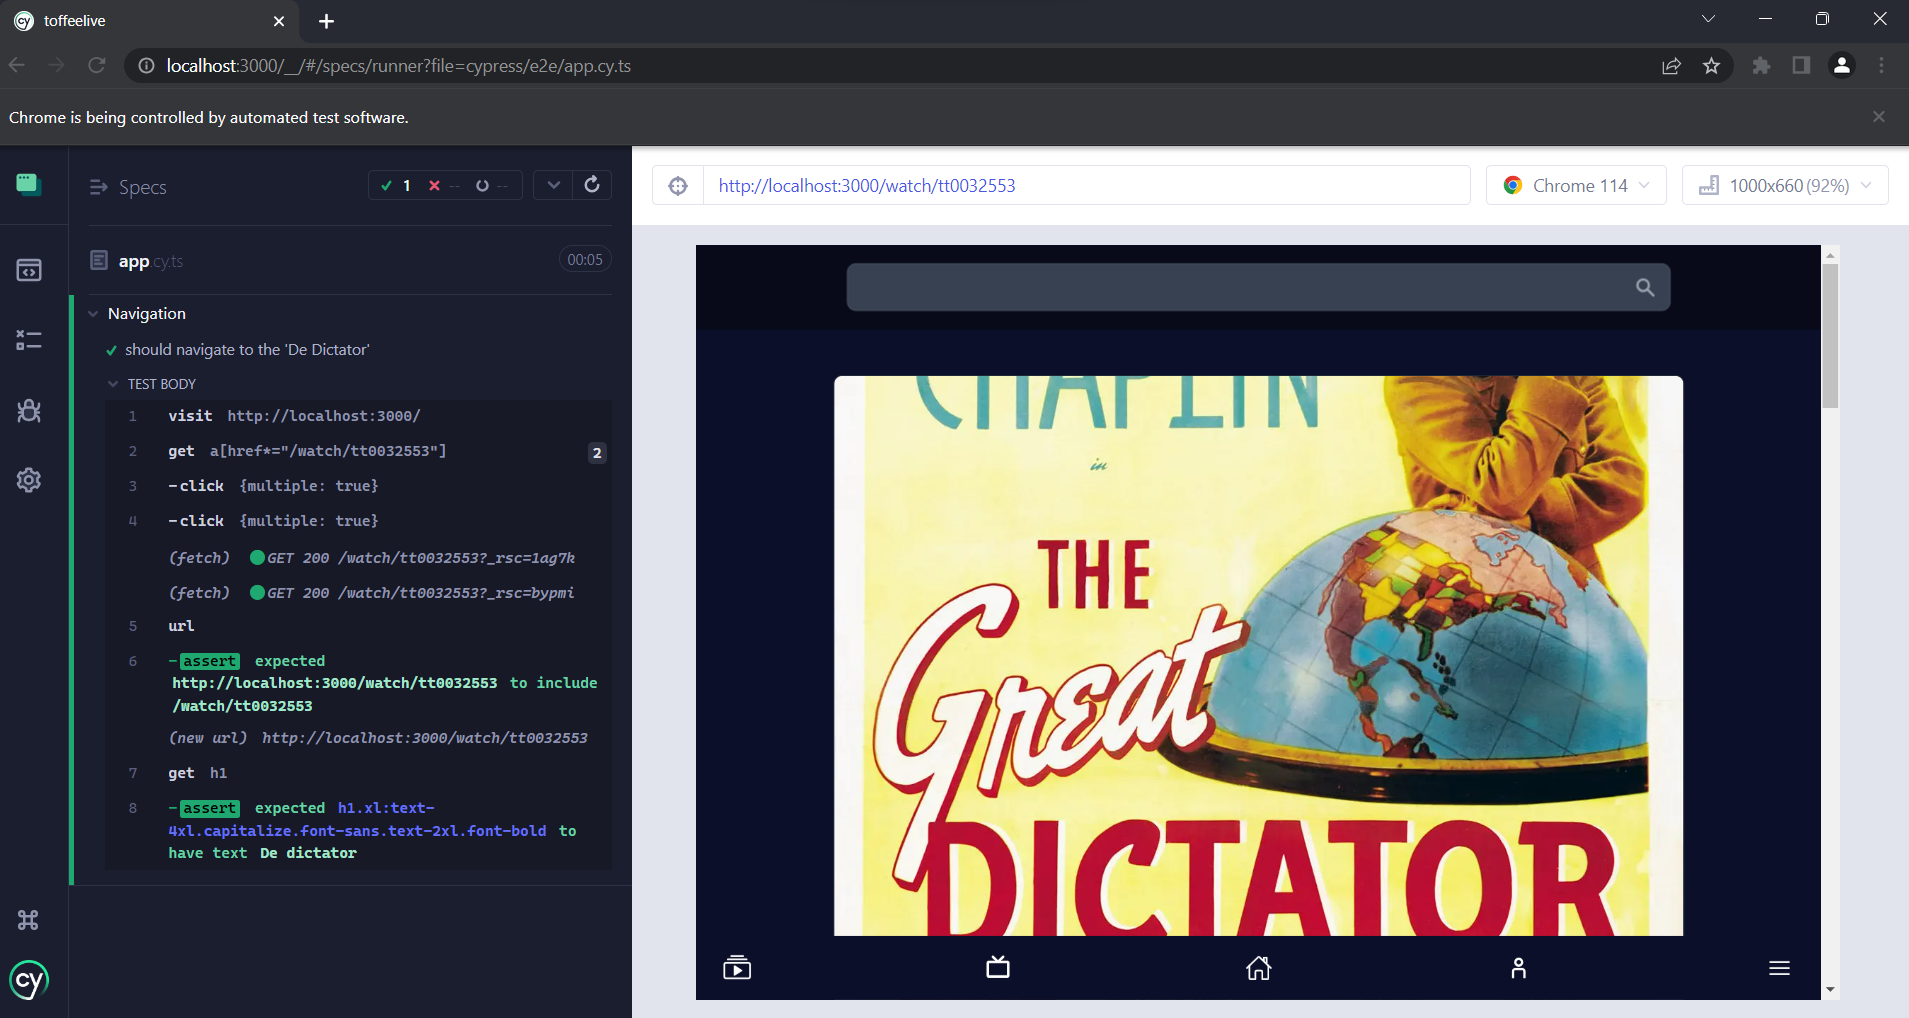 toffeelive
localhost:3000/__/#/specs/runner?file=cypress/e2e/app.cy.ts
Chrome is being controlled by automated test software.
Specs
1 -- --
app.cy.ts
00:05
Navigation
should navigate to the 'De Dictator'
TEST BODY
1 visit http://localhost:3000/
2 get a[href*="/watch/tt0032553"] 2
3 -click {multiple: true}
4 -click {multiple: true}
(fetch) GET 200 /watch/tt0032553?_rsc=1ag7k
(fetch) GET 200 /watch/tt0032553?_rsc=bypmi
5 url
6 -assert expected
http://localhost:3000/watch/tt0032553 to include
/watch/tt0032553
(new url) http://localhost:3000/watch/tt0032553
7 get h1
8 -assert expected h1.xl:text-
4xl.capitalize.font-sans.text-2xl.font-bold to
have text De dictator
cy
http://localhost:3000/watch/tt0032553
Chrome 114
1000x660 (92%)
CHAPLIN
in
THE
Great
DICTATOR